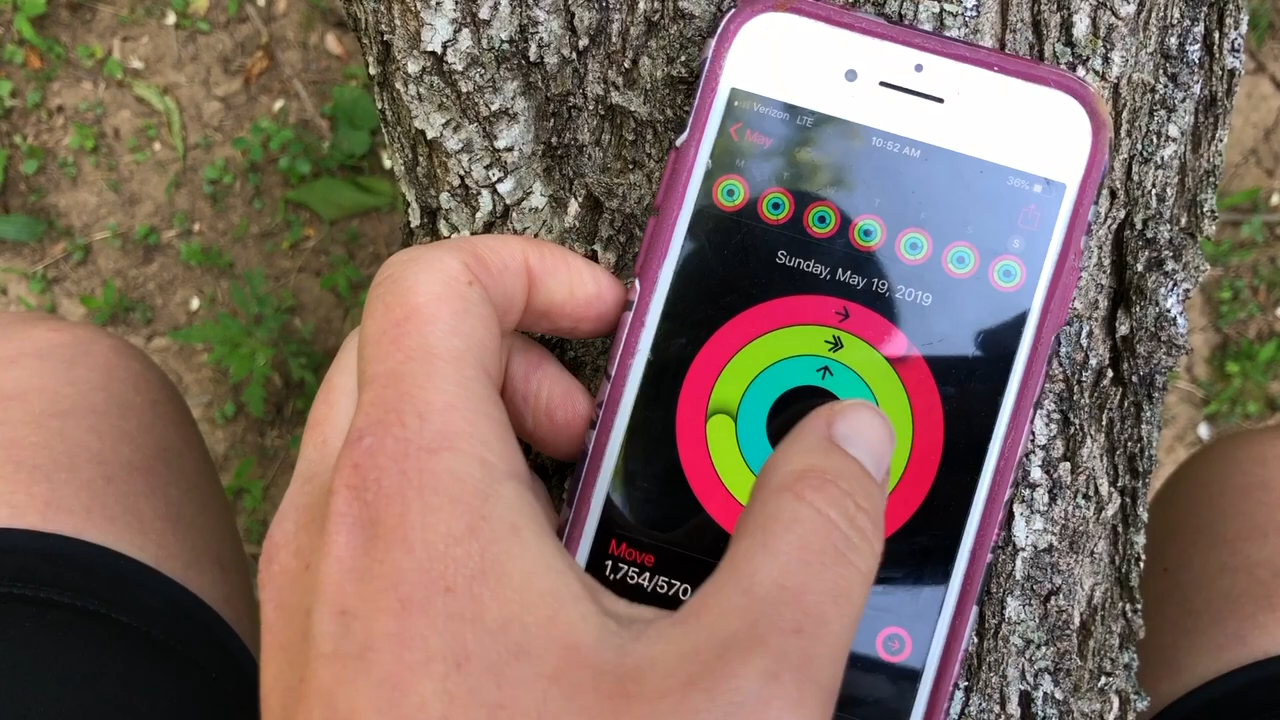 Verizon LTE
10:52 AM
36%
May
M T W T F S S
Sunday, May 19, 2019
Move
1,754/570